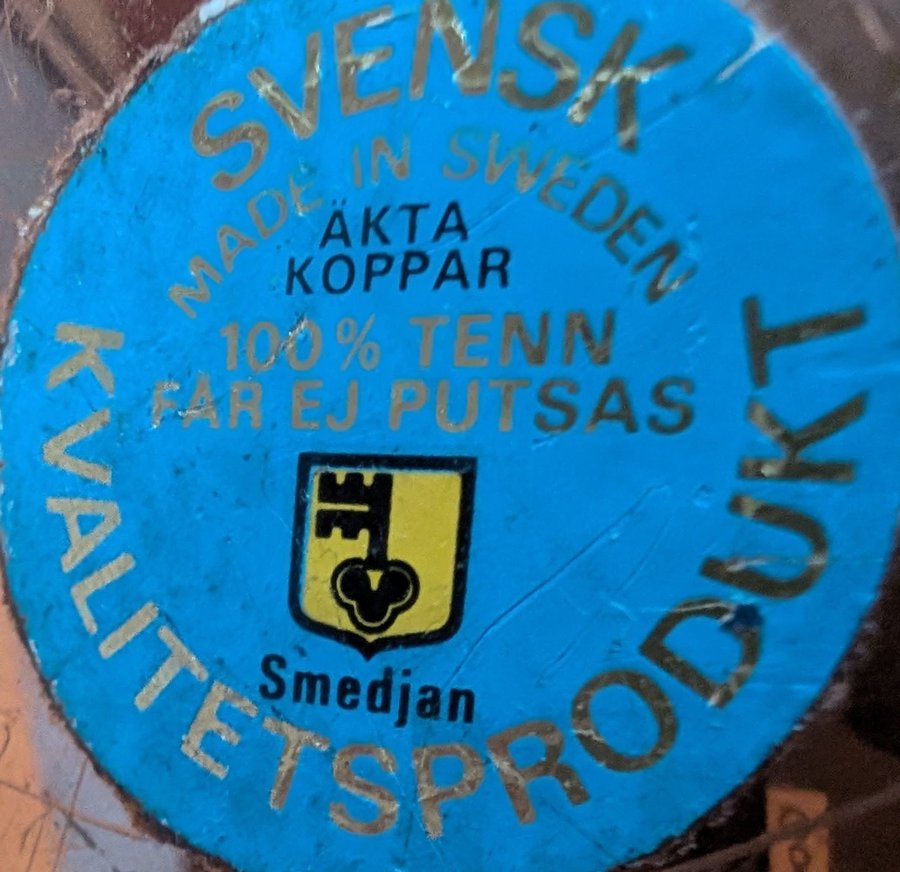 SVENSK
MADE IN SWEDEN
ÄKTA
KOPPAR
100% TENN
FÅR EJ PUTSAS
Smedjan
KVALITETSPRODUKT